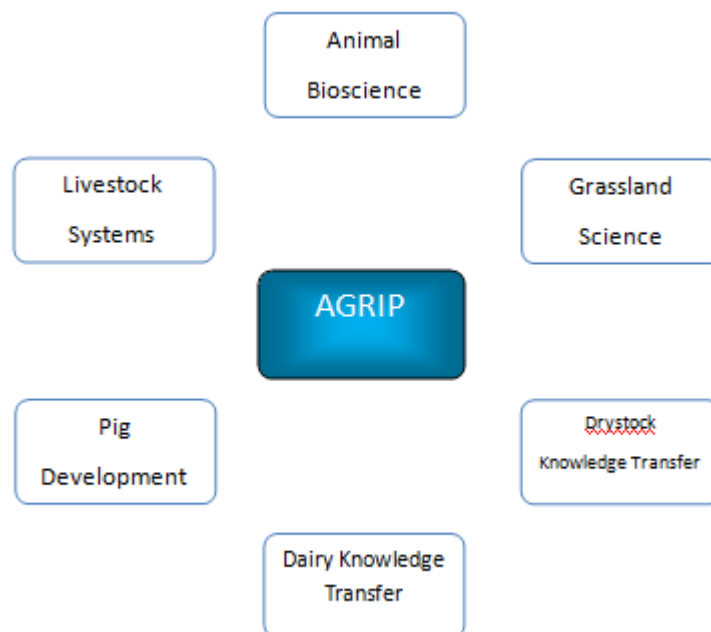 Animal
Bioscience
Livestock
Systems
Grassland
Science
AGRIP
Pig
Development
Drystock
Knowledge Transfer
Dairy Knowledge
Transfer